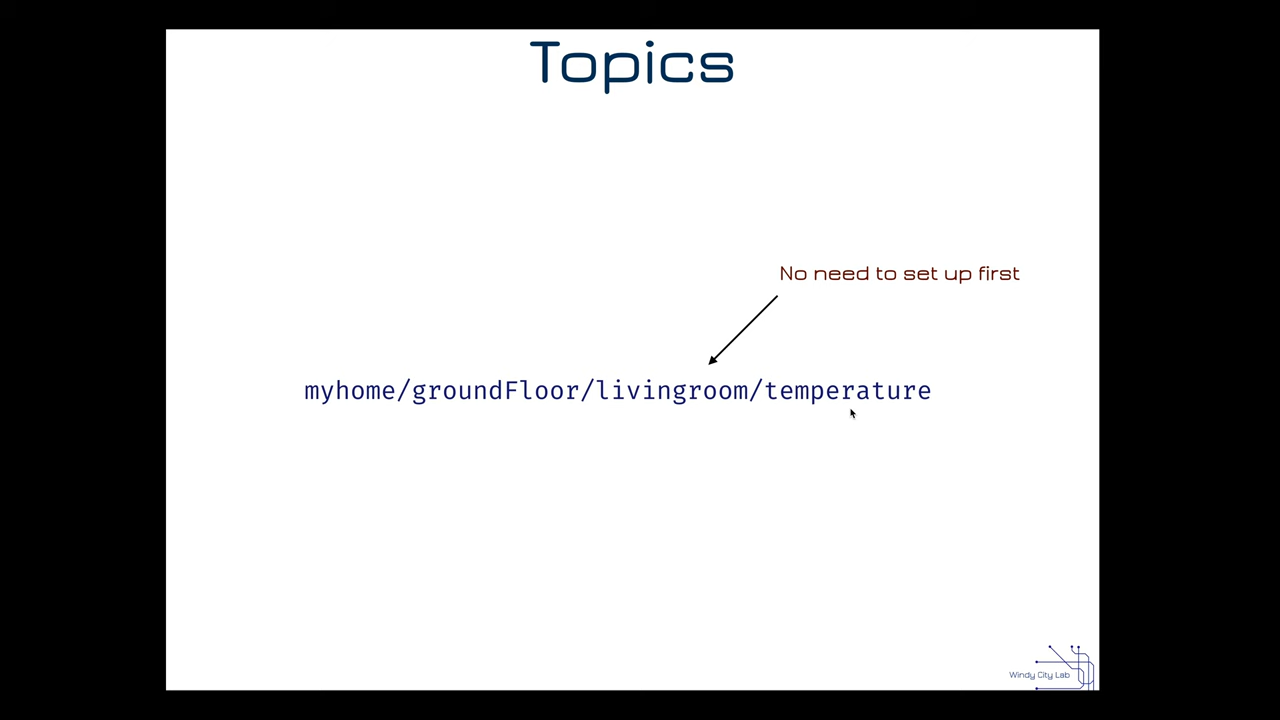 Topics
No need to set up first
myhome/groundFloor/livingroom/temperature
Windy City Lab